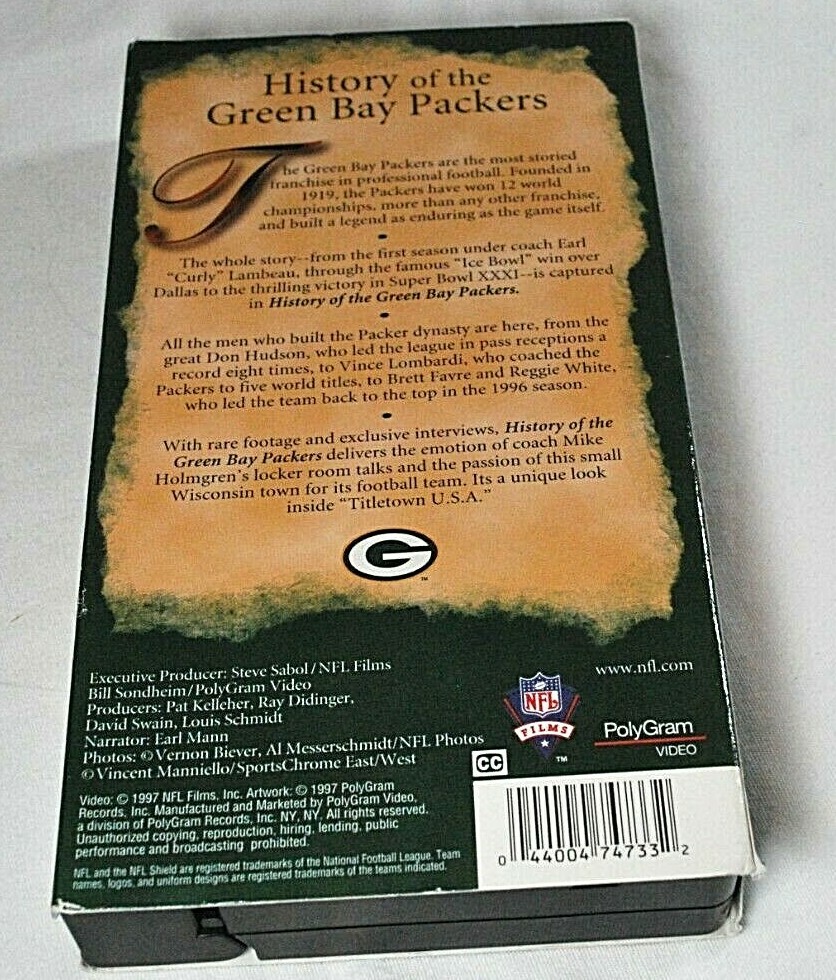 History of the
Green Bay Packers
The Green Bay Packers are the most storied
franchise in professional football. Founded in
1919, the Packers have won 12 world
championships, more than any other franchise,
and built a legend as enduring as the game itself.
•
The whole story--from the first season under coach Earl
"Curly" Lambeau, through the famous "Ice Bowl" win over
Dallas to the thrilling victory in Super Bowl XXXI--is captured
in History of the Green Bay Packers.
•
All the men who built the Packer dynasty are here, from the
great Don Hudson, who led the league in pass receptions a
record eight times, to Vince Lombardi, who coached the
Packers to five world titles, to Brett Favre and Reggie White,
who led the team back to the top in the 1996 season.
•
With rare footage and exclusive interviews, History of the
Green Bay Packers delivers the emotion of coach Mike
Holmgren's locker room talks and the passion of this small
Wisconsin town for its football team. Its a unique look
inside "Titletown U.S.A."
G
TM
Executive Producer: Steve Sabol/NFL Films
Bill Sondheim/PolyGram Video
Producers: Pat Kelleher, Ray Didinger,
David Swain, Louis Schmidt
Narrator: Earl Mann
Photos: © Vernon Biever, Al Messerschmidt/NFL Photos
© Vincent Manniello/SportsChrome East/West
www.nfl.com
NFL
FILMS
TM
PolyGram
VIDEO
CC
Video: © 1997 NFL Films, Inc. Artwork: © 1997 PolyGram
Records, Inc. Manufactured and Marketed by PolyGram Video,
a division of PolyGram Records, Inc. NY, NY. All rights reserved.
Unauthorized copying, reproduction, hiring, lending, public
performance and broadcasting prohibited.
NFL and the NFL Shield are registered trademarks of the National Football League. Team
names, logos, and uniform designs are registered trademarks of the teams indicated.
0 44004 74733 2